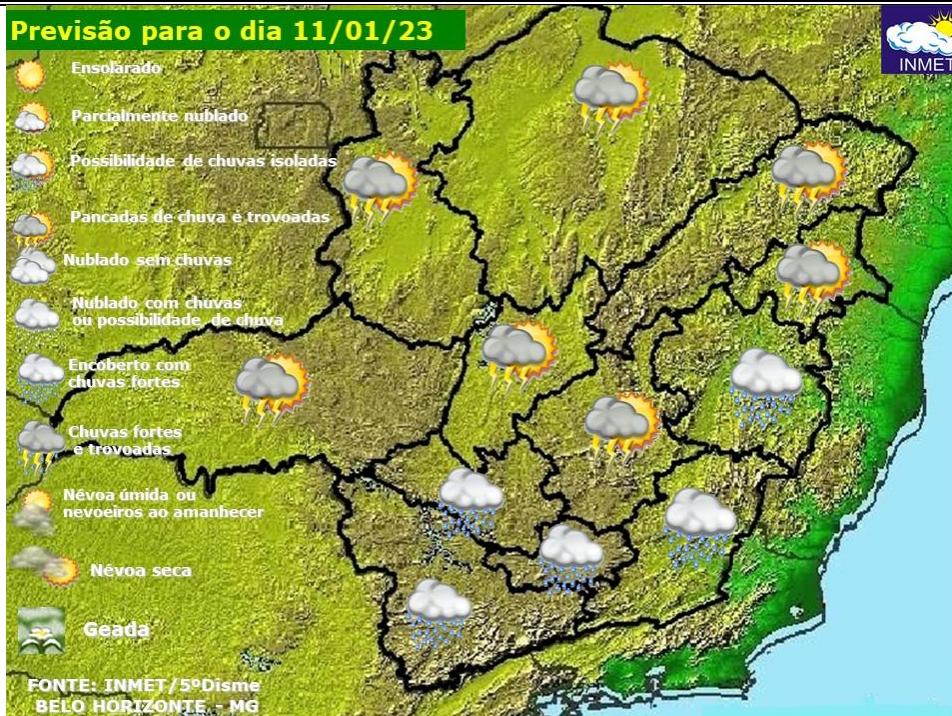 Previsão para o dia 11/01/23
INMET
Ensolarado
Parcialmente nublado
Possibilidade de chuvas isoladas
Pancadas de chuva e trovoadas
Nublado sem chuvas
Nublado com chuvas
ou possibilidade de chuva
Encoberto com
chuvas fortes
Chuvas fortes
e trovoadas
Névoa úmida ou
nevoeiros ao amanhecer
Névoa seca
Geada
FONTE: INMET/5ºDisme
BELO HORIZONTE - MG